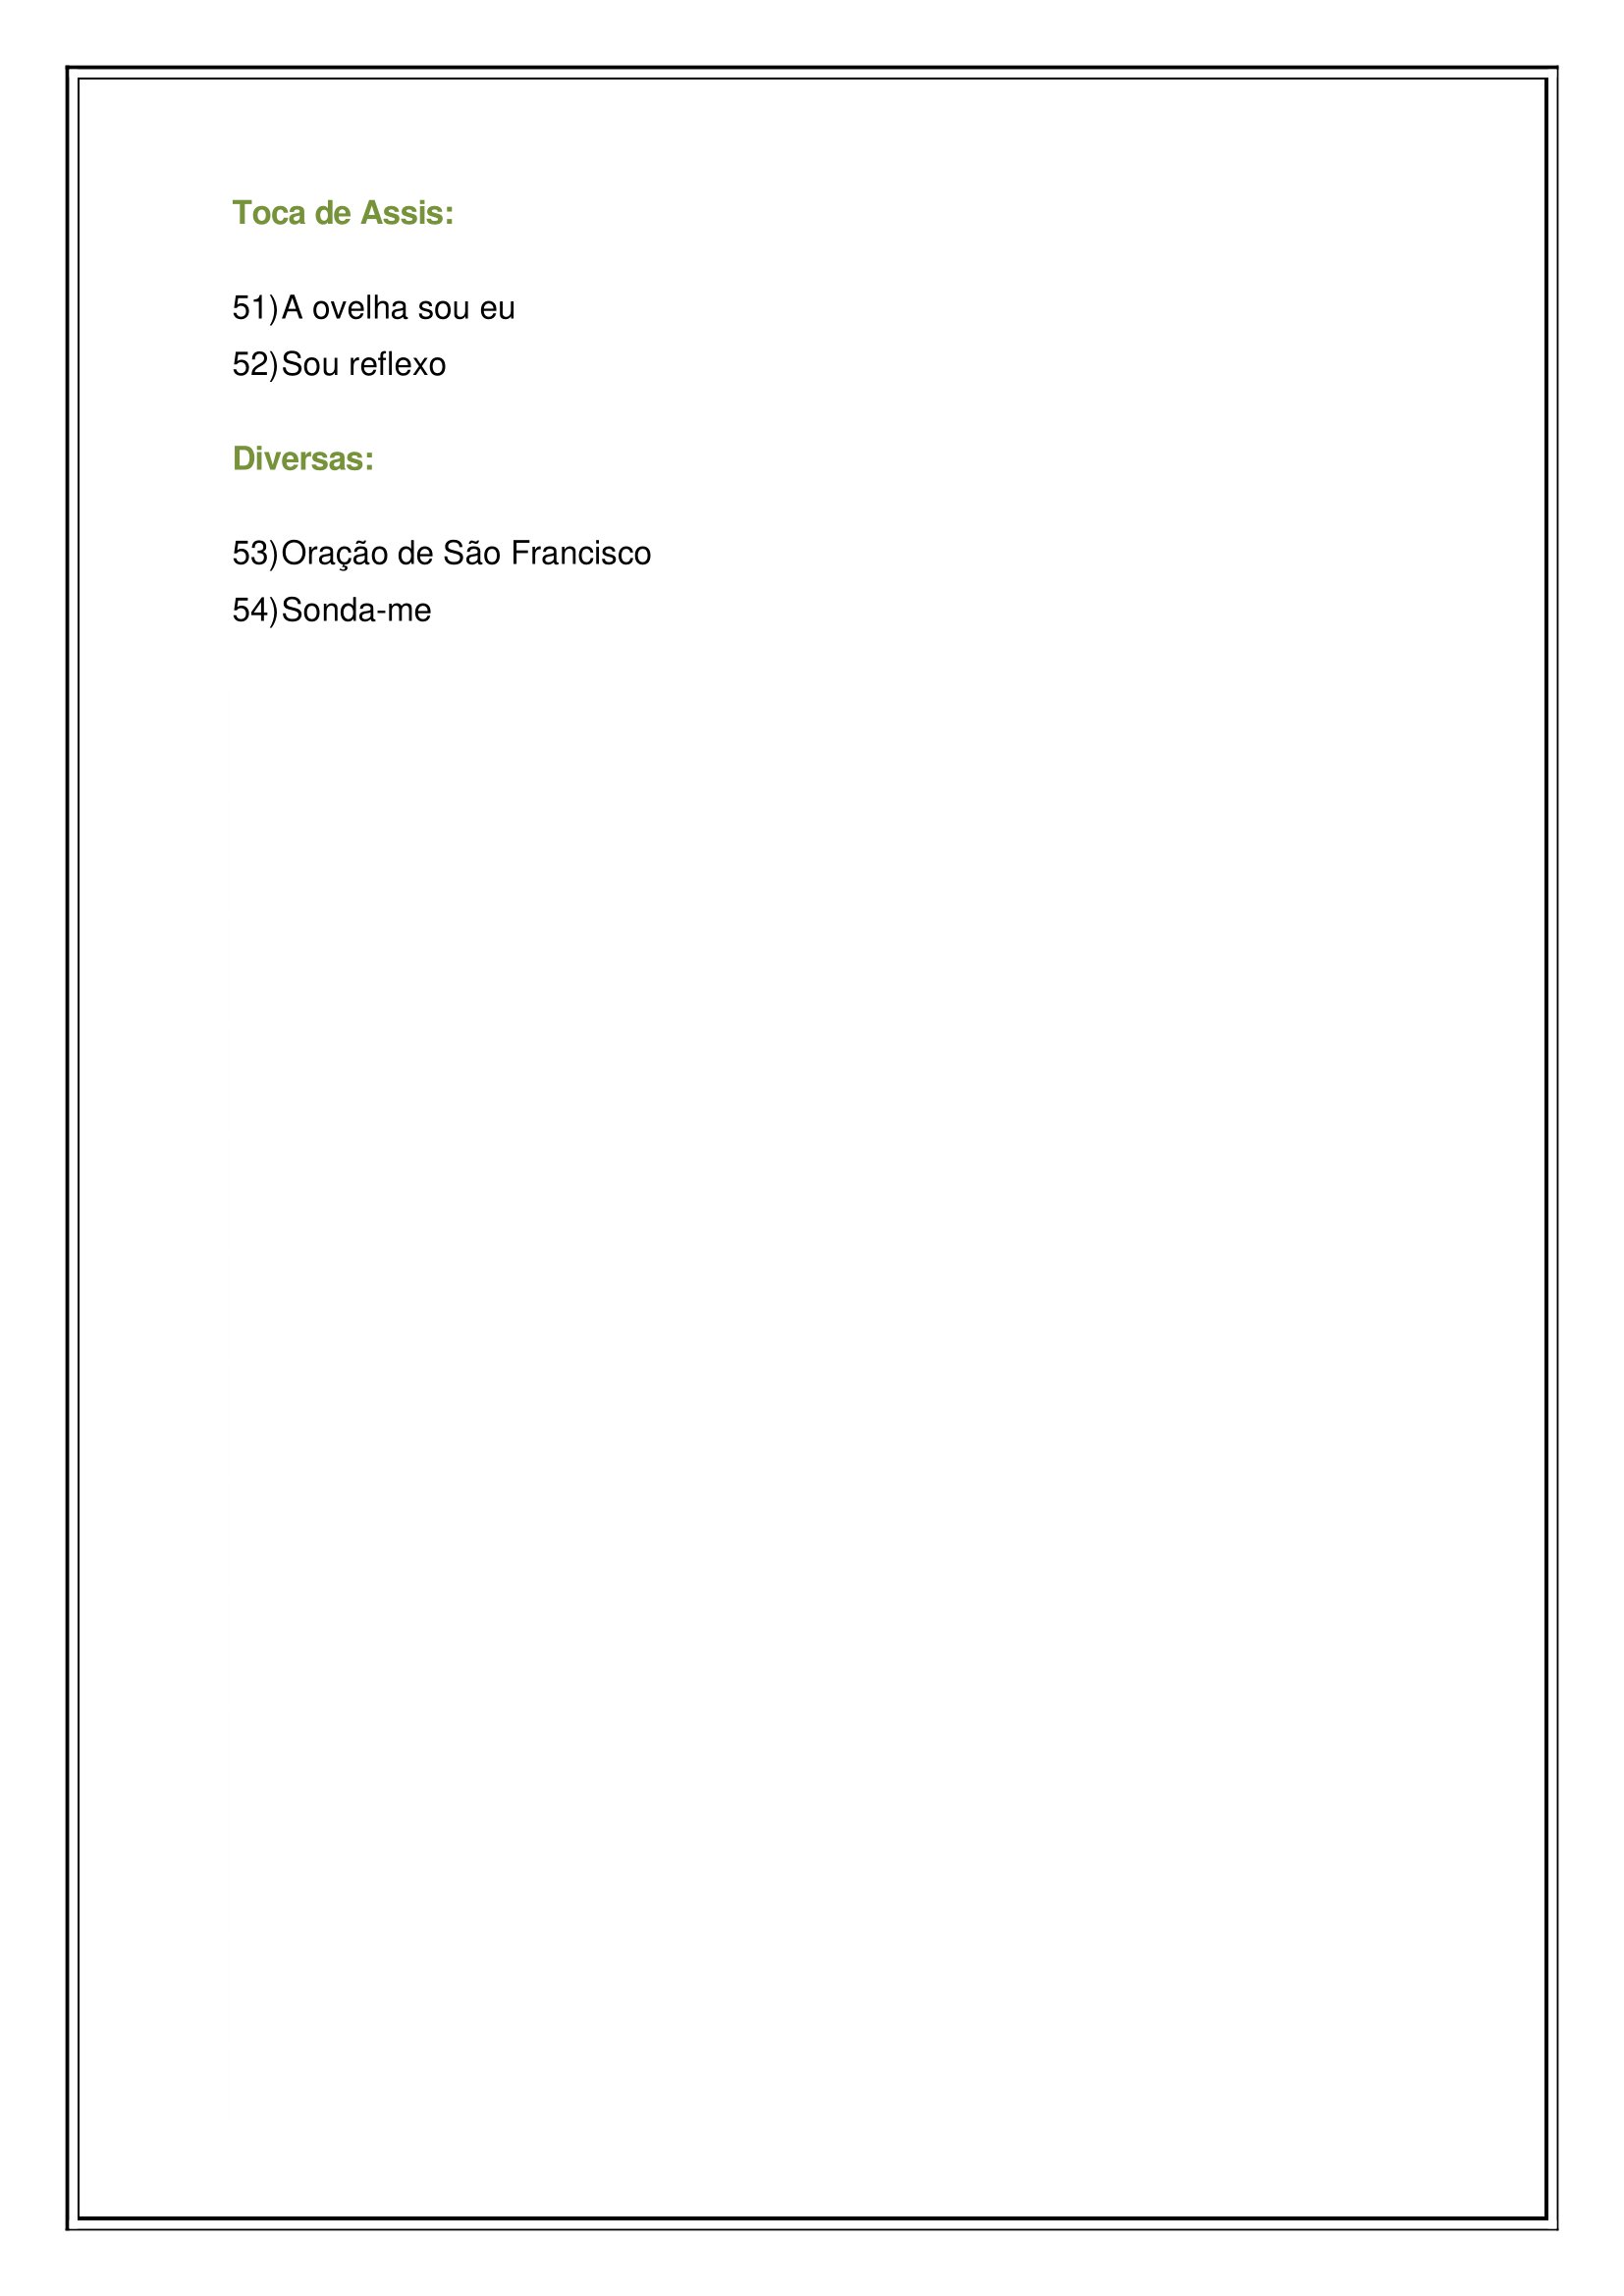 Toca de Assis:
51)A ovelha sou eu
52)Sou reflexo
Diversas:
53)Oração de São Francisco
54)Sonda-me